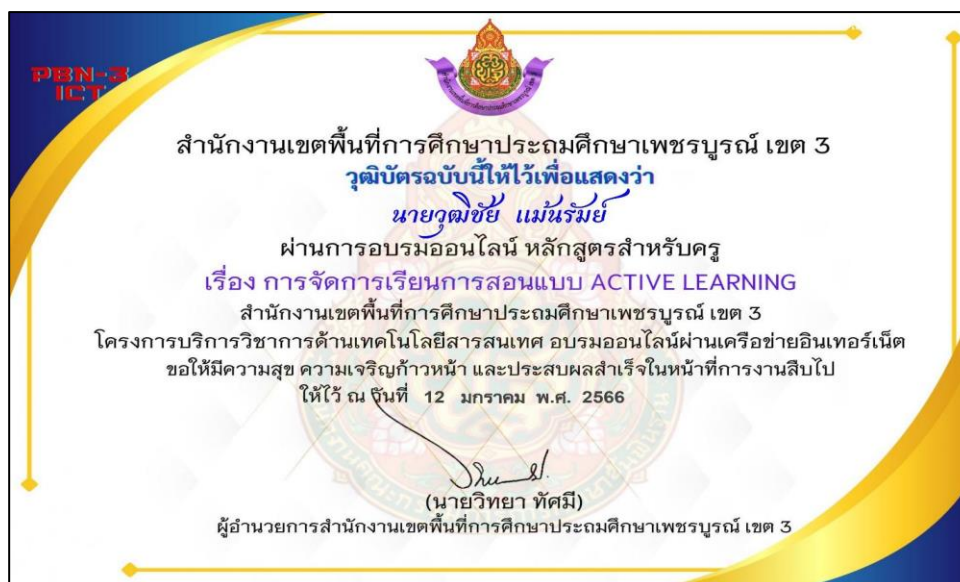 PBN-3
ICT
สำนักงานเขตพื้นที่การศึกษาประถมศึกษาเพชรบูรณ์ เขต 3
วุฒิบัตรฉบับนี้ให้ไว้เพื่อแสดงว่า
นายวุฒิชัย แม้นรัมย์
ผ่านการอบรมออนไลน์ หลักสูตรสำหรับครู
เรื่อง การจัดการเรียนการสอนแบบ ACTIVE LEARNING
สำนักงานเขตพื้นที่การศึกษาประถมศึกษาเพชรบูรณ์ เขต 3
โครงการบริการวิชาการด้านเทคโนโลยีสารสนเทศ อบรมออนไลน์ผ่านเครือข่ายอินเทอร์เน็ต
ขอให้มีความสุข ความเจริญก้าวหน้า และประสบผลสำเร็จในหน้าที่การงานสืบไป
ให้ไว้ ณ วันที่ 12 มกราคม พ.ศ. 2566
(นายวิทยา ทัศมี)
ผู้อำนวยการสำนักงานเขตพื้นที่การศึกษาประถมศึกษาเพชรบูรณ์ เขต 3